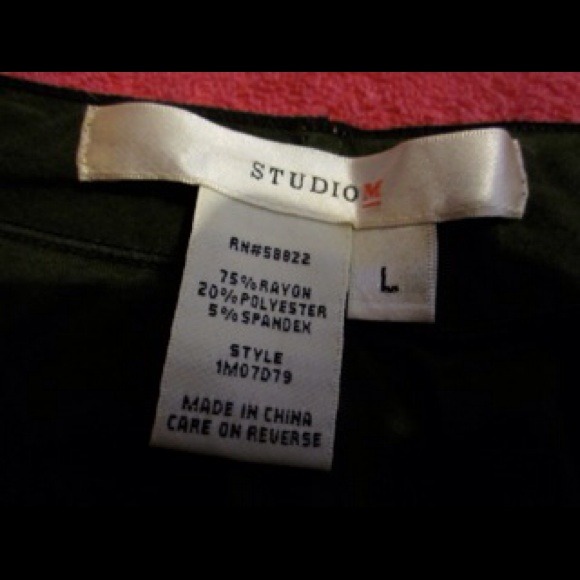 STUDIO M
RN#58822
75% RAYON
20% POLYESTER
5% SPANDEX
STYLE
1M07D79
MADE IN CHINA
CARE ON REVERSE
L